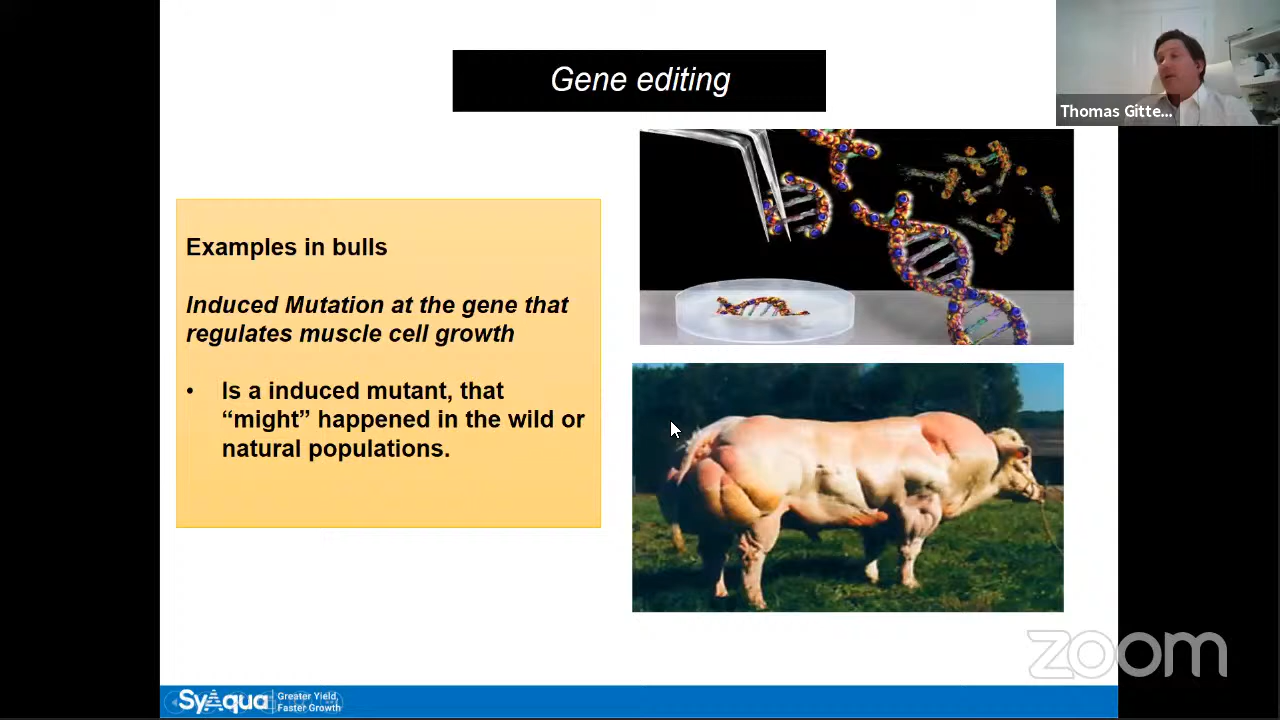 Gene editing
Thomas Gitte...
Examples in bulls
Induced Mutation at the gene that
regulates muscle cell growth
• Is a induced mutant, that
“might” happened in the wild or
natural populations.
zoom
SyAqua
Greater Yield,
Faster Growth